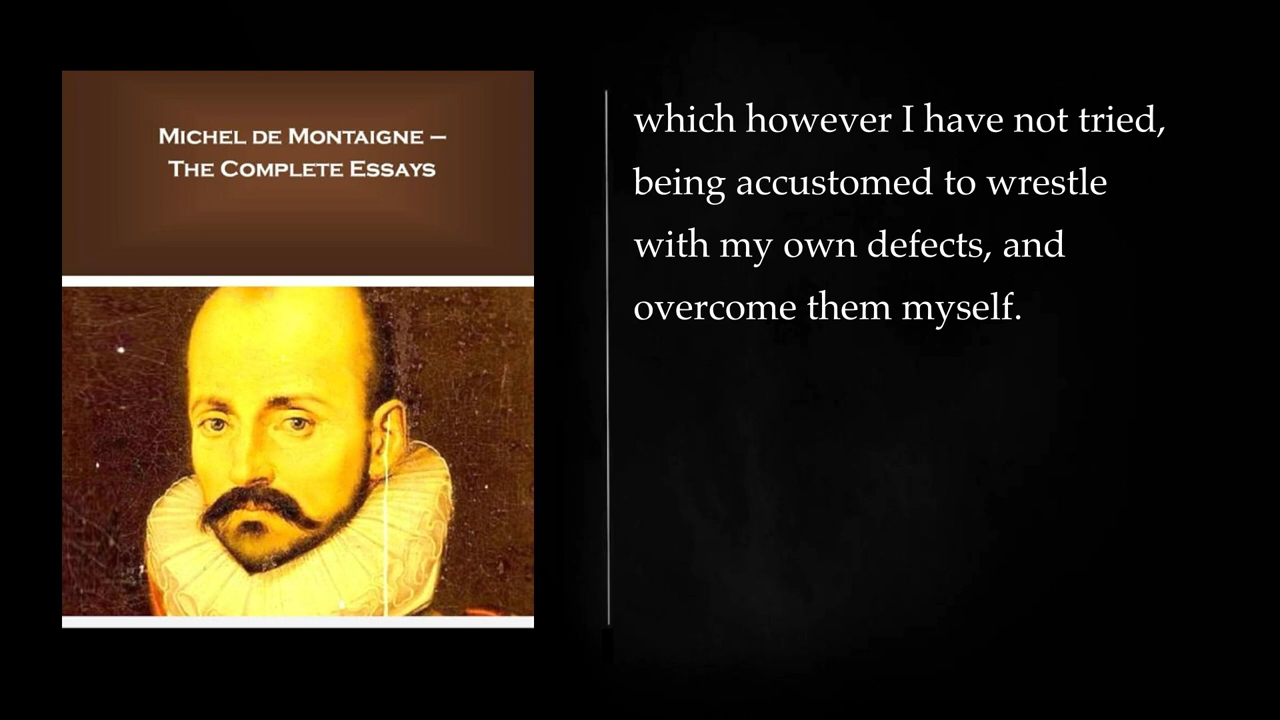 MICHEL DE MONTAIGNE –
THE COMPLETE ESSAYS
which however I have not tried,
being accustomed to wrestle
with my own defects, and
overcome them myself.